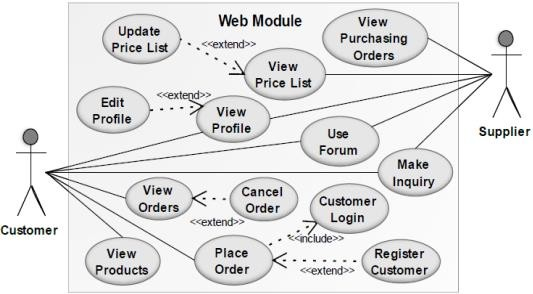 Web Module
Update
Price List
<<extend>>
View
Purchasing
Orders
View
Price List
Edit
Profile
<<extend>>
View
Profile
Use
Forum
Supplier
Make
Inquiry
Customer
View
Orders
Cancel
Order
<<extend>>
Customer
Login
<<include>>
View
Products
Place
Order
<<extend>>
Register
Customer